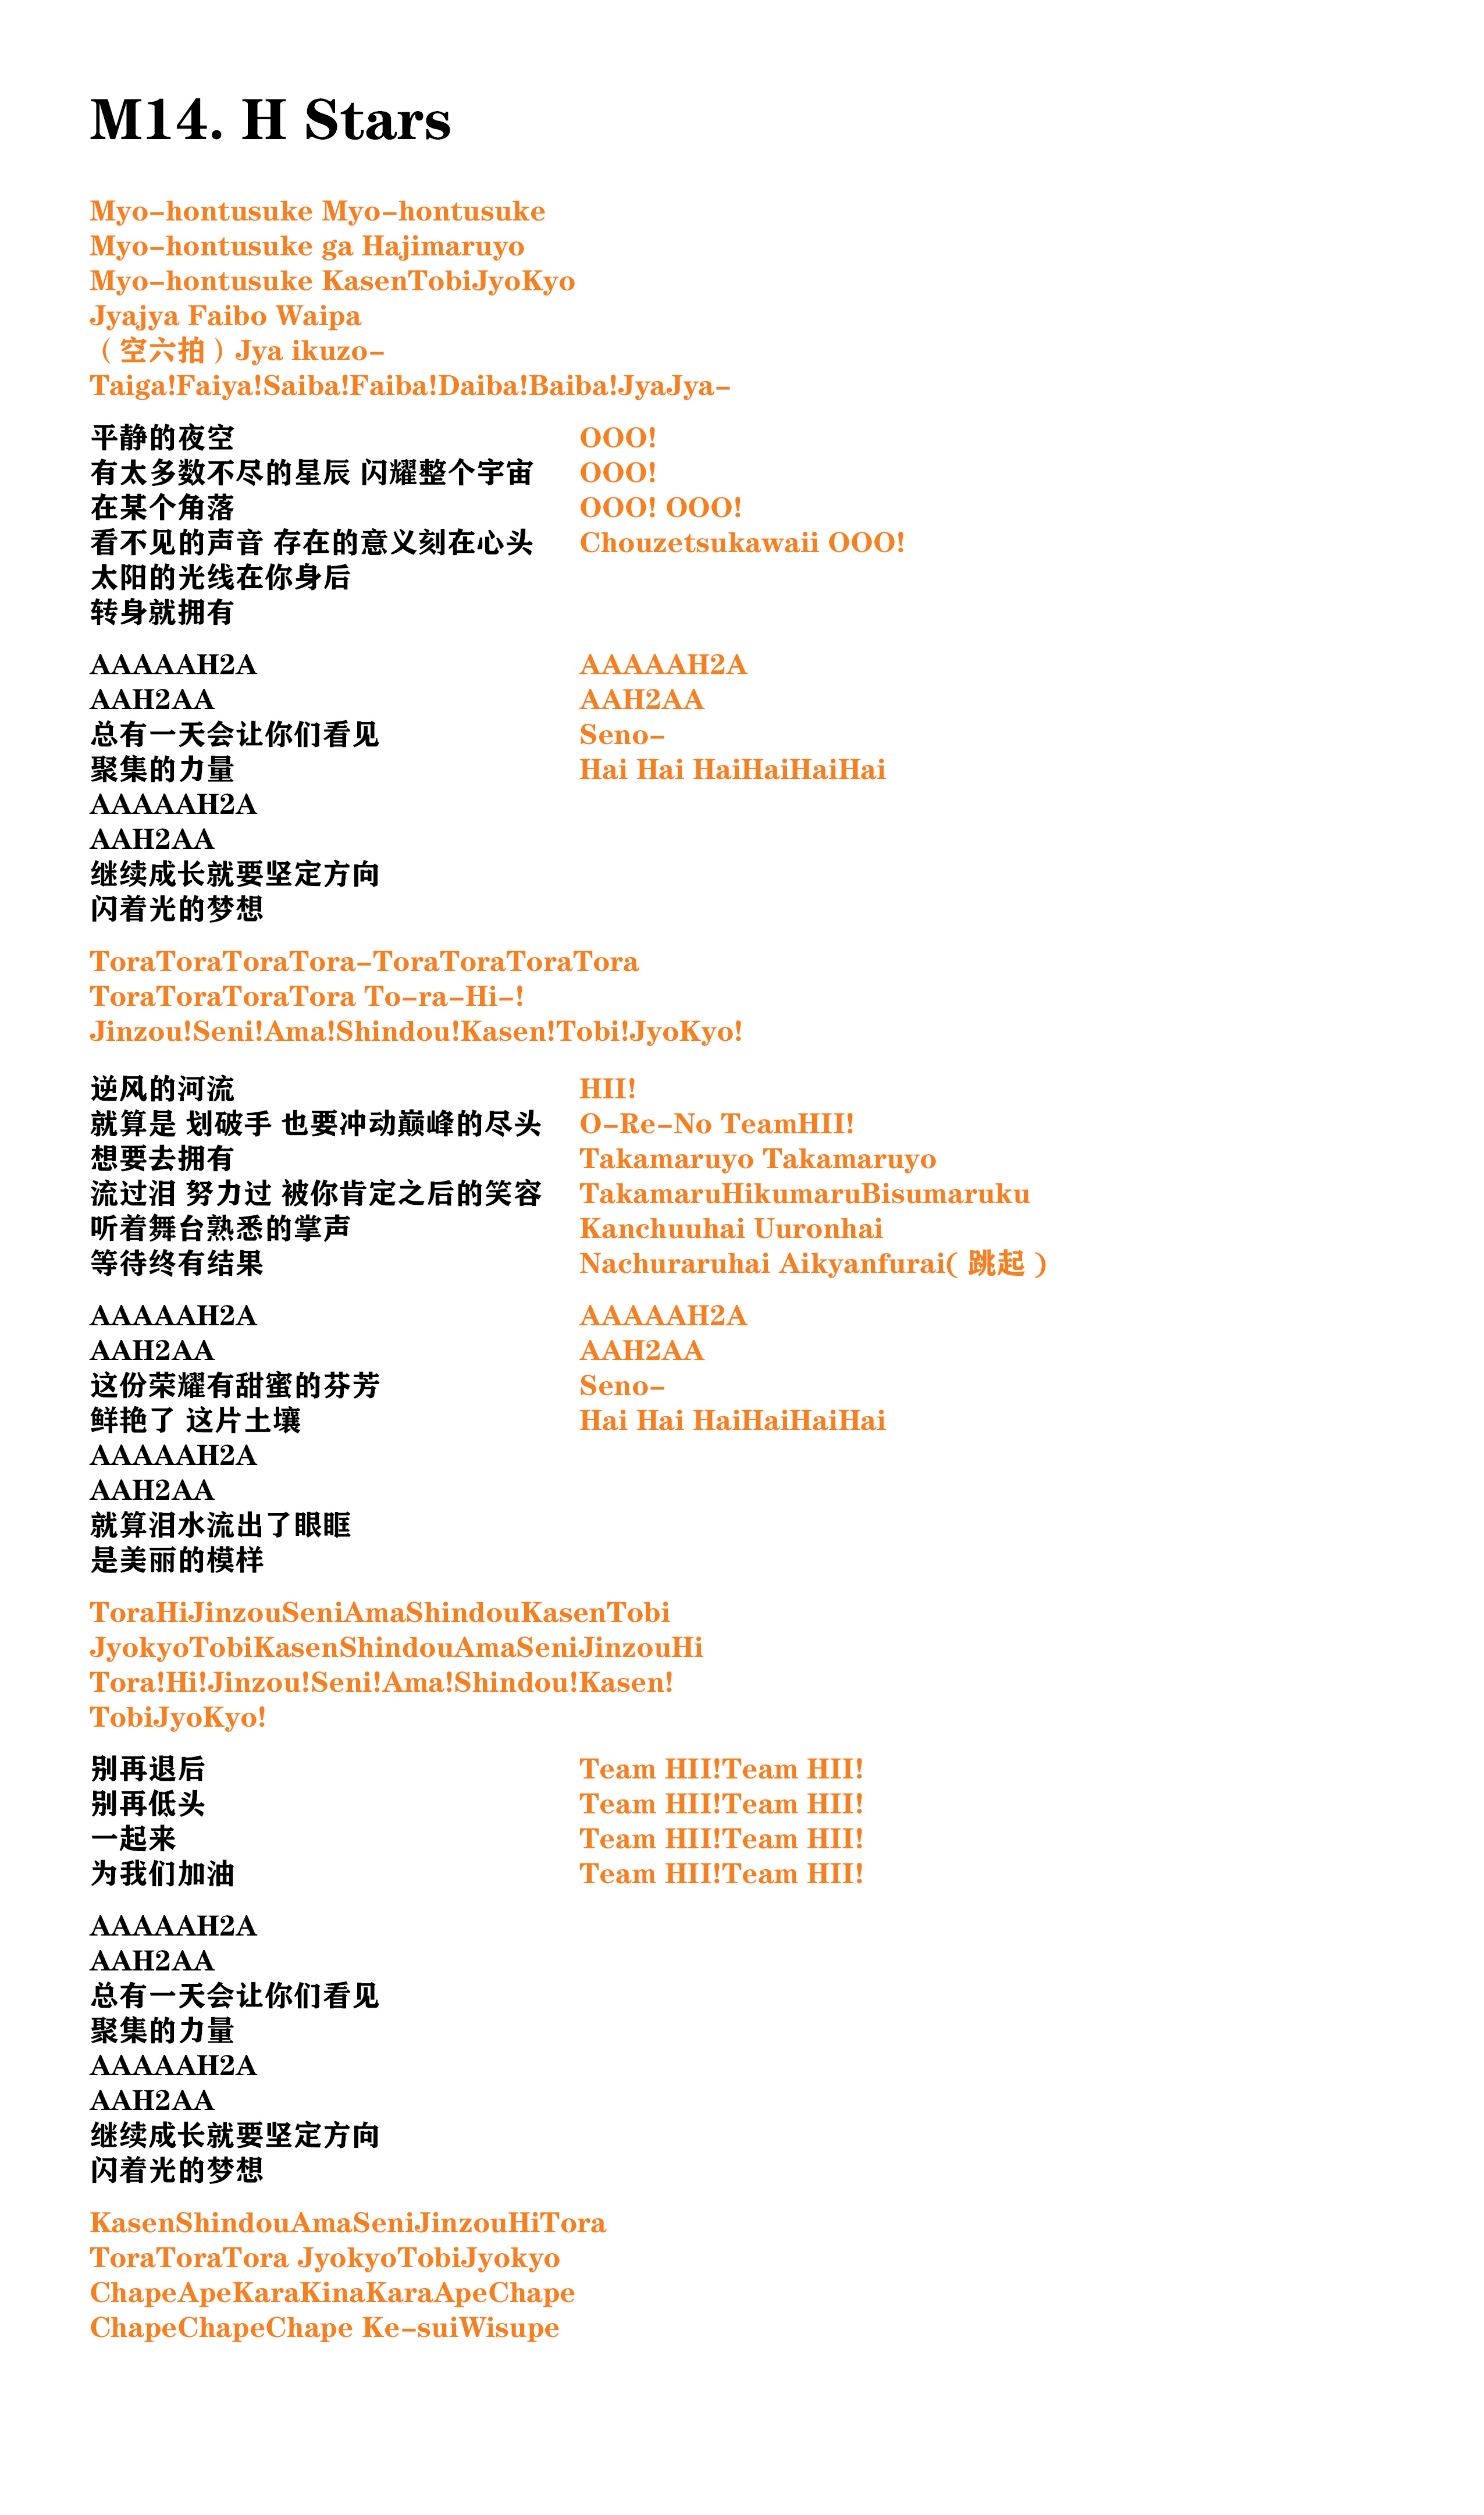 M14. H Stars
Myo-hontusuke Myo-hontusuke
Myo-hontusuke ga Hajimaruyo
Myo-hontusuke KasenTobiJyoKyo
Jyajya Faibo Waipa
（空六拍）Jya ikuzo-
Taiga!Faiya!Saiba!Faiba!Daiba!Baiba!JyaJya-
平静的夜空 OOO!
有太多数不尽的星辰 闪耀整个宇宙 OOO!
在某个角落 OOO! OOO!
看不见的声音 存在的意义刻在心头 Chouzetsukawaii OOO!
太阳的光线在你身后
转身就拥有
AAAAAH2A AAAAAH2A
AAH2AA AAH2AA
总有一天会让你们看见 Seno-
聚集的力量 Hai Hai HaiHaiHaiHai
AAAAAH2A
AAH2AA
继续成长就要坚定方向
闪着光的梦想
ToraToraToraTora-ToraToraToraTora
ToraToraToraTora To-ra-Hi-!
Jinzou!Seni!Ama!Shindou!Kasen!Tobi!JyoKyo!
逆风的河流 HII!
就算是 划破手 也要冲动巅峰的尽头 O-Re-No TeamHII!
想要去拥有 Takamaruyo Takamaruyo
流过泪 努力过 被你肯定之后的笑容 TakamaruHikumaruBisumaruku
听着舞台熟悉的掌声 Kanchuuhai Uuronhai
等待终有结果 Nachuraruhai Aikyanfurai( 跳起 )
AAAAAH2A AAAAAH2A
AAH2AA AAH2AA
这份荣耀有甜蜜的芬芳 Seno-
鲜艳了 这片土壤 Hai Hai HaiHaiHaiHai
AAAAAH2A
AAH2AA
就算泪水流出了眼眶
是美丽的模样
ToraHiJinzouSeniAmaShindouKasenTobi
JyokyoTobiKasenShindouAmaSeniJinzouHi
Tora!Hi!Jinzou!Seni!Ama!Shindou!Kasen!
TobiJyoKyo!
别再退后 Team HII!Team HII!
别再低头 Team HII!Team HII!
一起来 Team HII!Team HII!
为我们加油 Team HII!Team HII!
AAAAAH2A
AAH2AA
总有一天会让你们看见
聚集的力量
AAAAAH2A
AAH2AA
继续成长就要坚定方向
闪着光的梦想
KasenShindouAmaSeniJinzouHiTora
ToraToraTora JyokyoTobiJyokyo
ChapeApeKaraKinaKaraApeChape
ChapeChapeChape Ke-suiWisupe